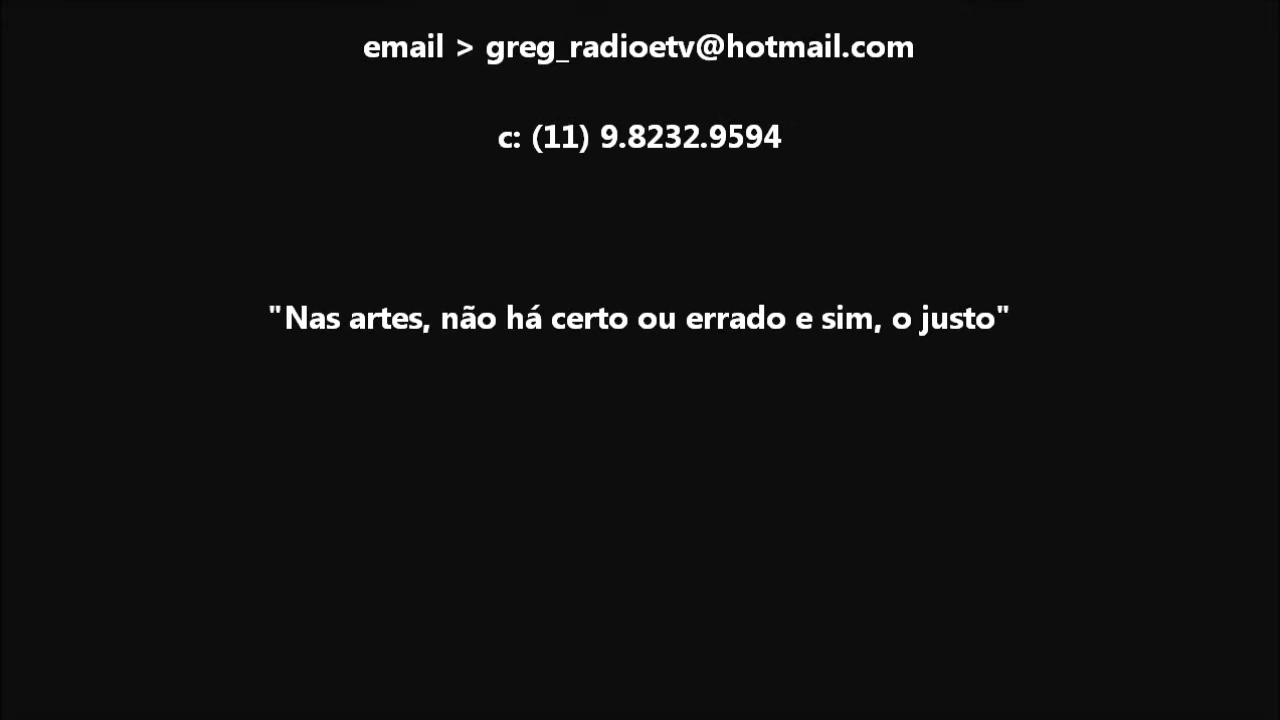 email > greg_radioetv@hotmail.com
c: (11) 9.8232.9594
"Nas artes, não há certo ou errado e sim, o justo"